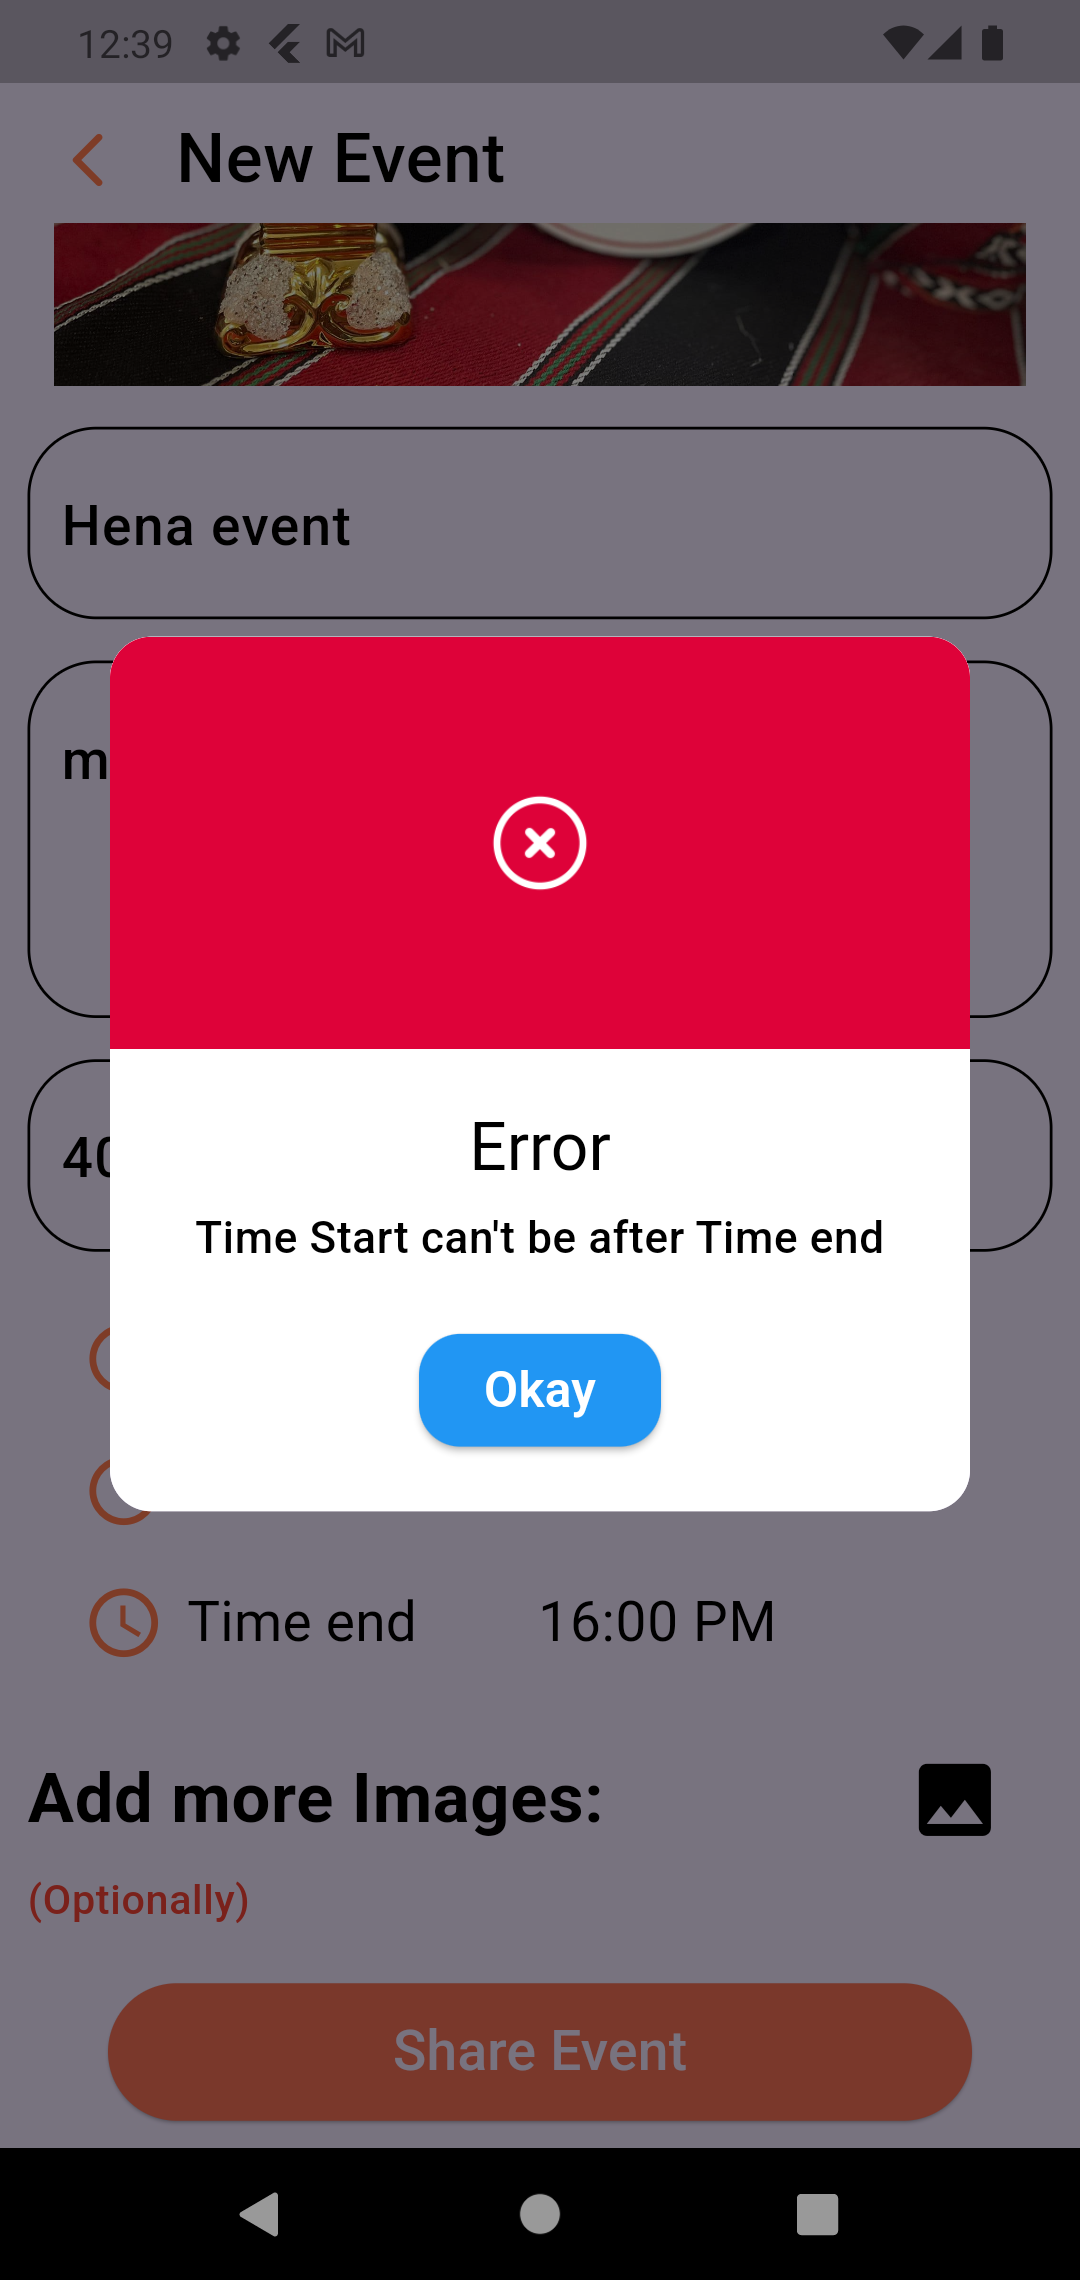 12:39
New Event
Hena event
Error
Time Start can't be after Time end
Okay
Time end 16:00 PM
Add more Images:
(Optionally)
Share Event